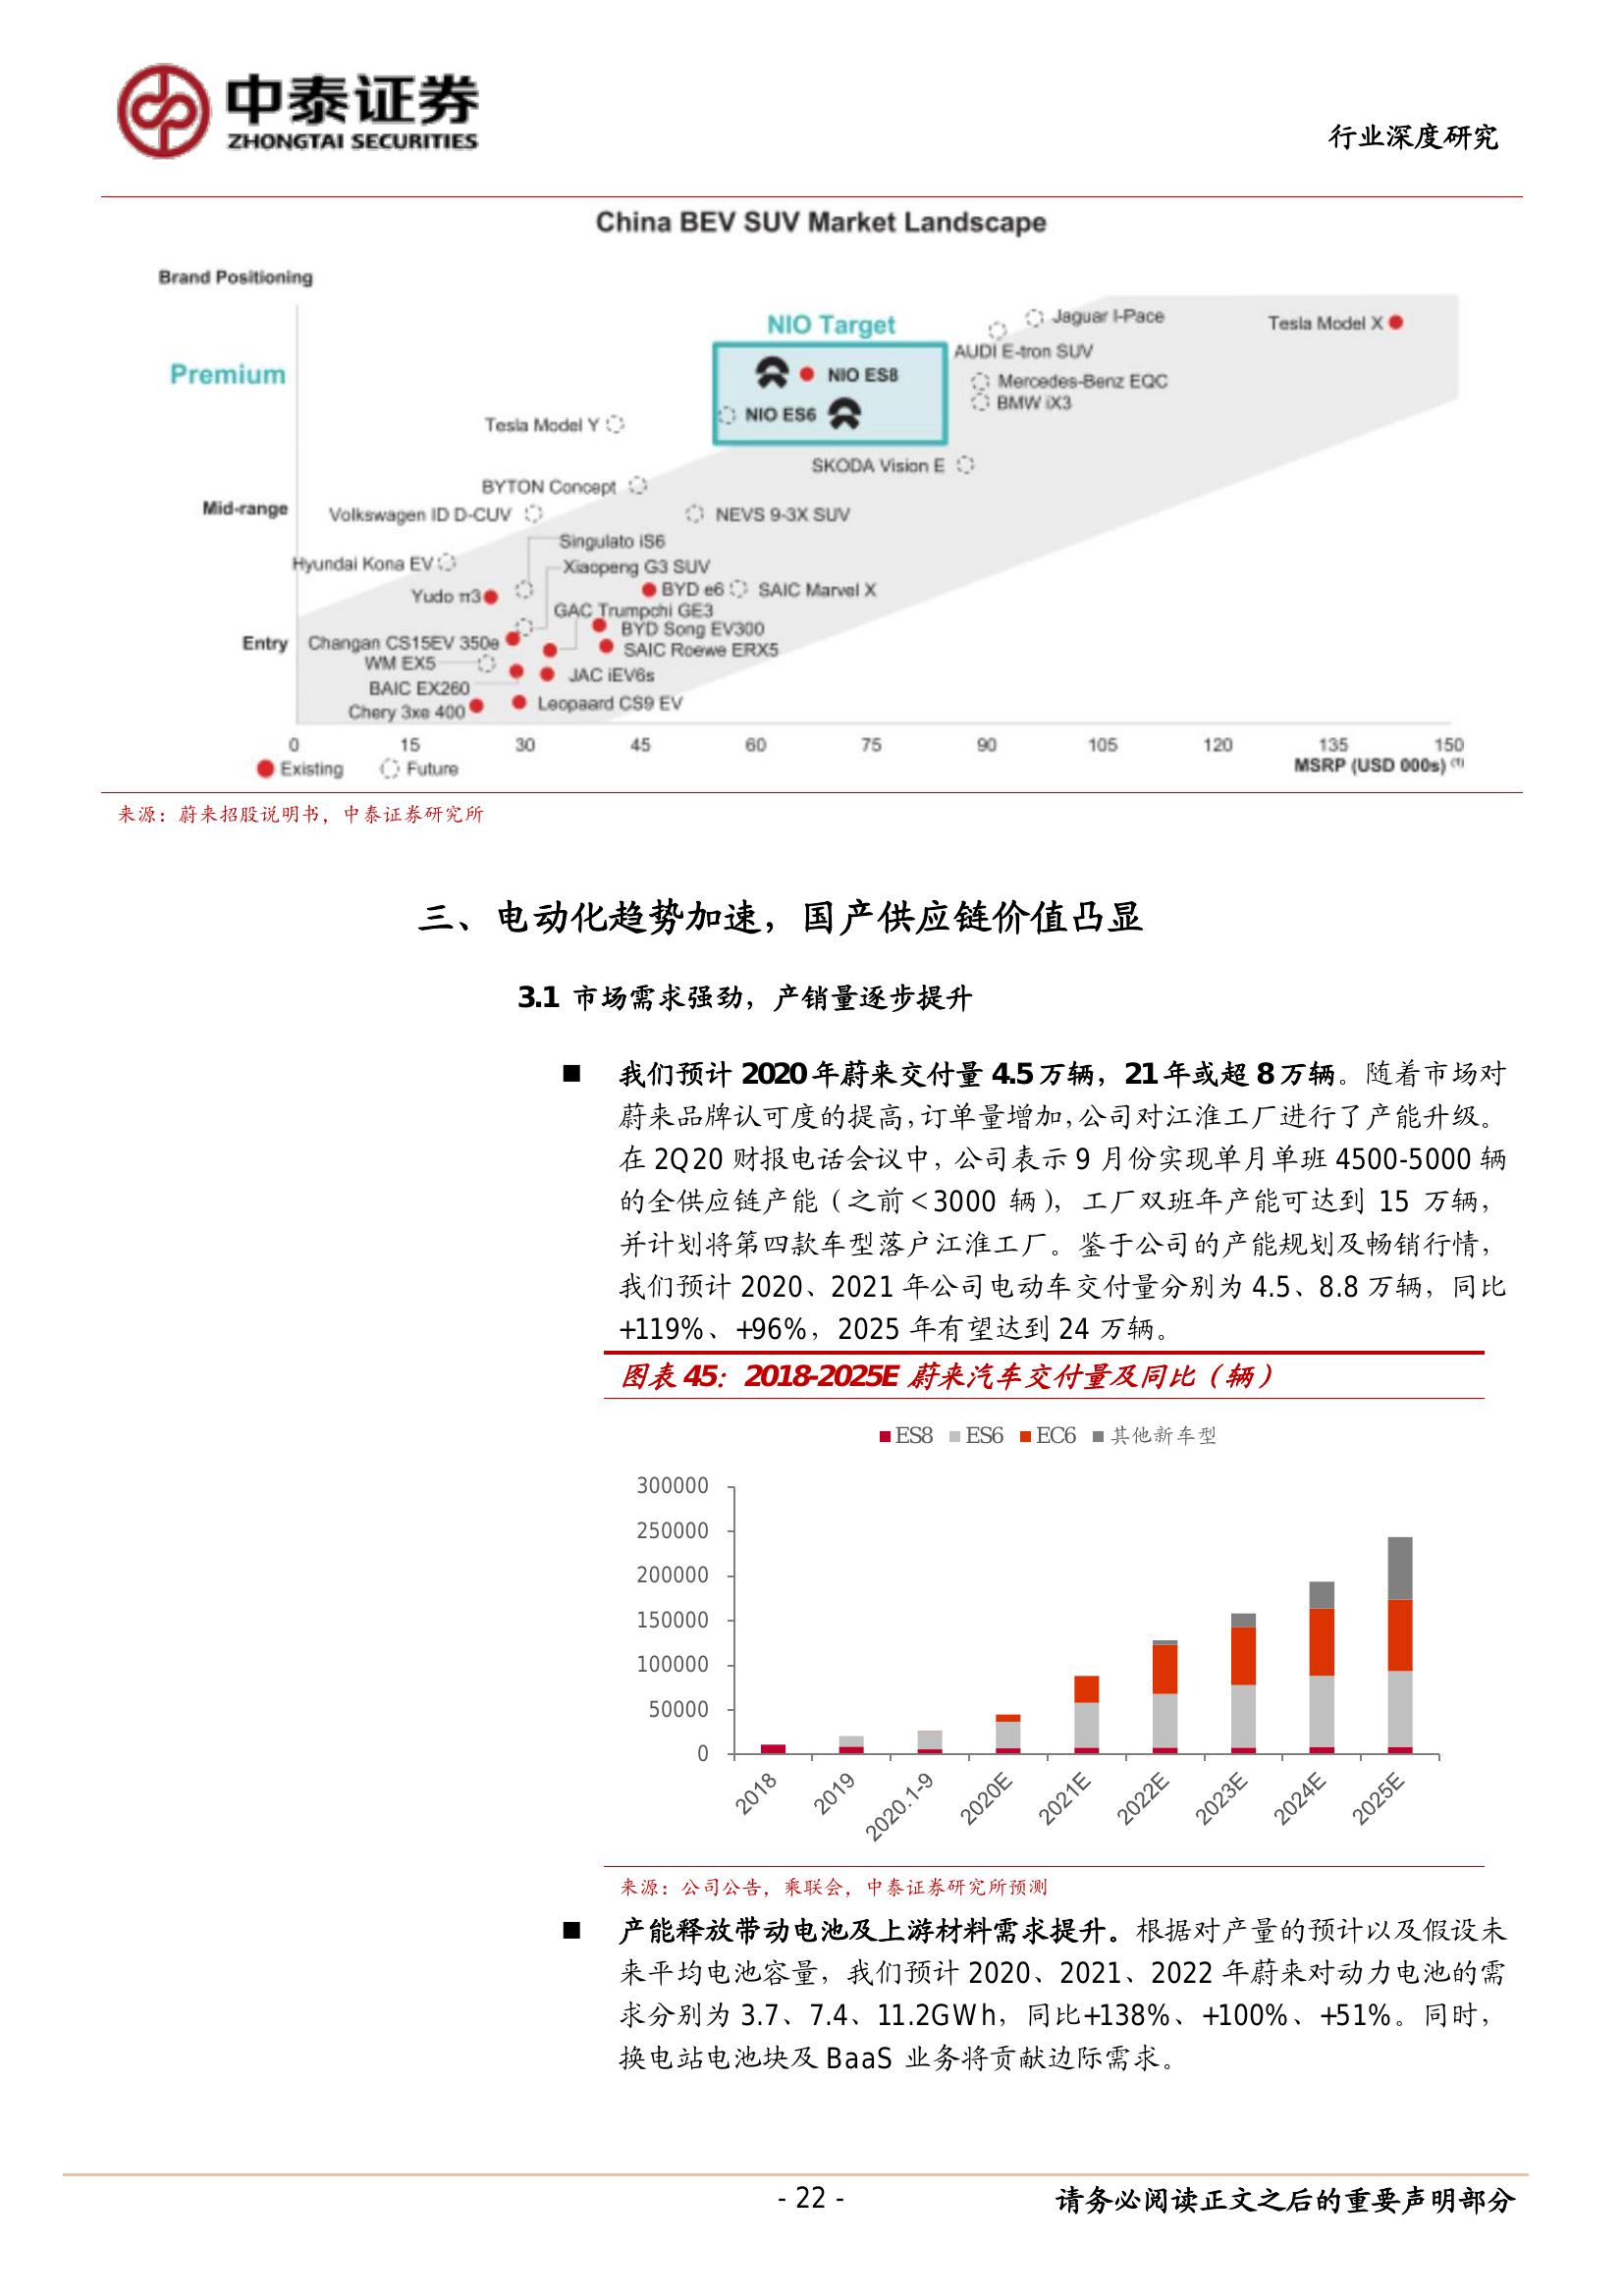 中泰证券
ZHONGTAI SECURITIES
行业深度研究
China BEV SUV Market Landscape
Brand Positioning
NIO Target
Jaguar I-Pace
Tesla Model X
AUDI E-tron SUV
Premium
NIO ES8
Mercedes-Benz EQC
BMW iX3
NIO ES6
Tesla Model Y
SKODA Vision E
BYTON Concept
Mid-range
Volkswagen ID D-CUV
NEVS 9-3X SUV
Singulato iS6
Hyundai Kona EV
Xiaopeng G3 SUV
Yudo π3
BYD e6
SAIC Marvel X
GAC Trumpchi GE3
BYD Song EV300
Entry
Changan CS15EV 350e
SAIC Roewe ERX5
WM EX5
JAC iEV6s
BAIC EX260
Leopaard CS9 EV
Chery 3xe 400
0 15 30 45 60 75 90 105 120 135 150
Existing Future
MSRP (USD 000s) (1)
来源：蔚来招股说明书，中泰证券研究所
三、电动化趋势加速，国产供应链价值凸显
3.1 市场需求强劲，产销量逐步提升
■ 我们预计 2020 年蔚来交付量 4.5 万辆，21 年或超 8 万辆。随着市场对
蔚来品牌认可度的提高,订单量增加,公司对江淮工厂进行了产能升级。
在 2Q20 财报电话会议中，公司表示 9 月份实现单月单班 4500-5000 辆
的全供应链产能（之前<3000 辆），工厂双班年产能可达到 15 万辆，
并计划将第四款车型落户江淮工厂。鉴于公司的产能规划及畅销行情，
我们预计 2020、2021 年公司电动车交付量分别为 4.5、8.8 万辆，同比
+119%、+96%，2025 年有望达到 24 万辆。
图表 45：2018-2025E 蔚来汽车交付量及同比（辆）
ES8 ES6 EC6 其他新车型
300000
250000
200000
150000
100000
50000
0
2018 2019 2020.1-9 2020E 2021E 2022E 2023E 2024E 2025E
来源：公司公告，乘联会，中泰证券研究所预测
■ 产能释放带动电池及上游材料需求提升。根据对产量的预计以及假设未
来平均电池容量，我们预计 2020、2021、2022 年蔚来对动力电池的需
求分别为 3.7、7.4、11.2GWh，同比+138%、+100%、+51%。同时，
换电站电池块及 BaaS 业务将贡献边际需求。
- 22 -
请务必阅读正文之后的重要声明部分